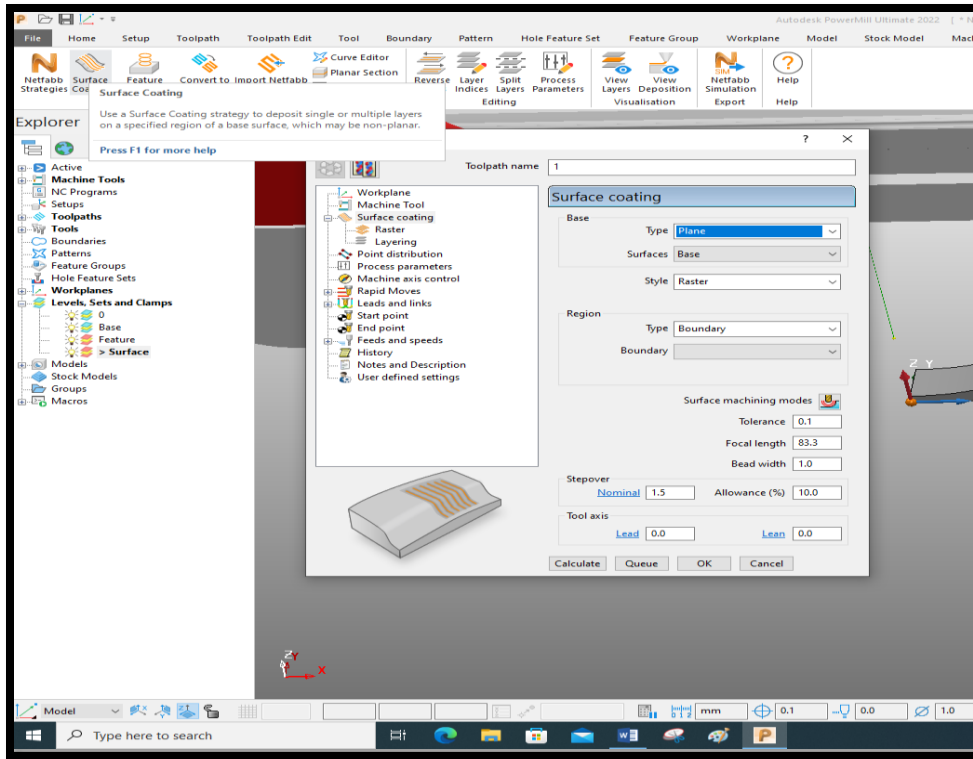 Autodesk PowerMill Ultimate 2022 [ * N
File Home Setup Toolpath Toolpath Edit Tool Boundary Pattern Hole Feature Set Feature Group Workplane Model Stock Model Mach
Curve Editor
Planar Section
Netfabb Strategies
Surface Coa
Feature
Convert to
Import Netfabb
Reverse
Layer Indices
Split Layers
Process Parameters
View Layers
View Deposition
SIM
Netfabb Simulation
Help
Editing Visualisation Export Help
Surface Coating
Use a Surface Coating strategy to deposit single or multiple layers
on a specified region of a base surface, which may be non-planar.
Press F1 for more help
Explorer
Active
Machine Tools
NC Programs
Setups
Toolpaths
Tools
Boundaries
Patterns
Feature Groups
Hole Feature Sets
Workplanes
Levels, Sets and Clamps
0
Base
Feature
> Surface
Models
Stock Models
Groups
Macros
? ×
Toolpath name 1
Workplane
Machine Tool
Surface coating
Raster
Layering
Point distribution
Process parameters
Machine axis control
Rapid Moves
Leads and links
Start point
End point
Feeds and speeds
History
Notes and Description
User defined settings
Surface coating
Base
Type Plane
Surfaces Base
Style Raster
Region
Type Boundary
Boundary
Surface machining modes
Tolerance 0.1
Focal length 83.3
Bead width 1.0
Stepover
Nominal 1.5 Allowance (%) 10.0
Tool axis
Lead 0.0 Lean 0.0
Calculate Queue OK Cancel
Z Y
Z Y X
Model mm 0.1 0.0 1.0
Type here to search